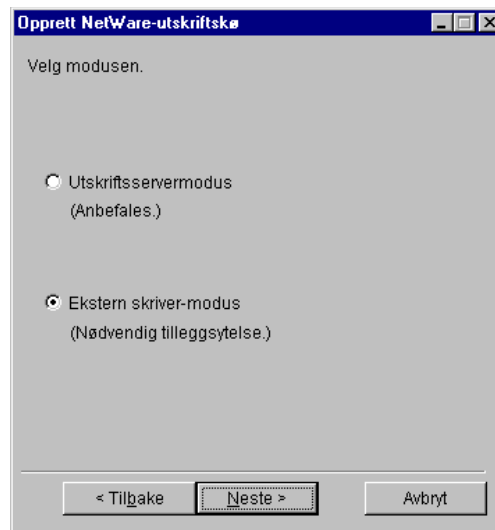 Opprett NetWare-utskriftskø
Velg modusen.
Utskriftsservermodus
(Anbefales.)
Ekstern skriver-modus
(Nødvendig tilleggsytelse.)
< Tilbake
Neste >
Avbryt